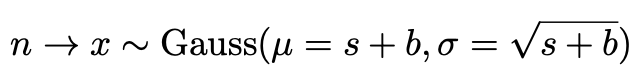 n → x ∼ Gauss(μ = s + b, σ = √(s + b))